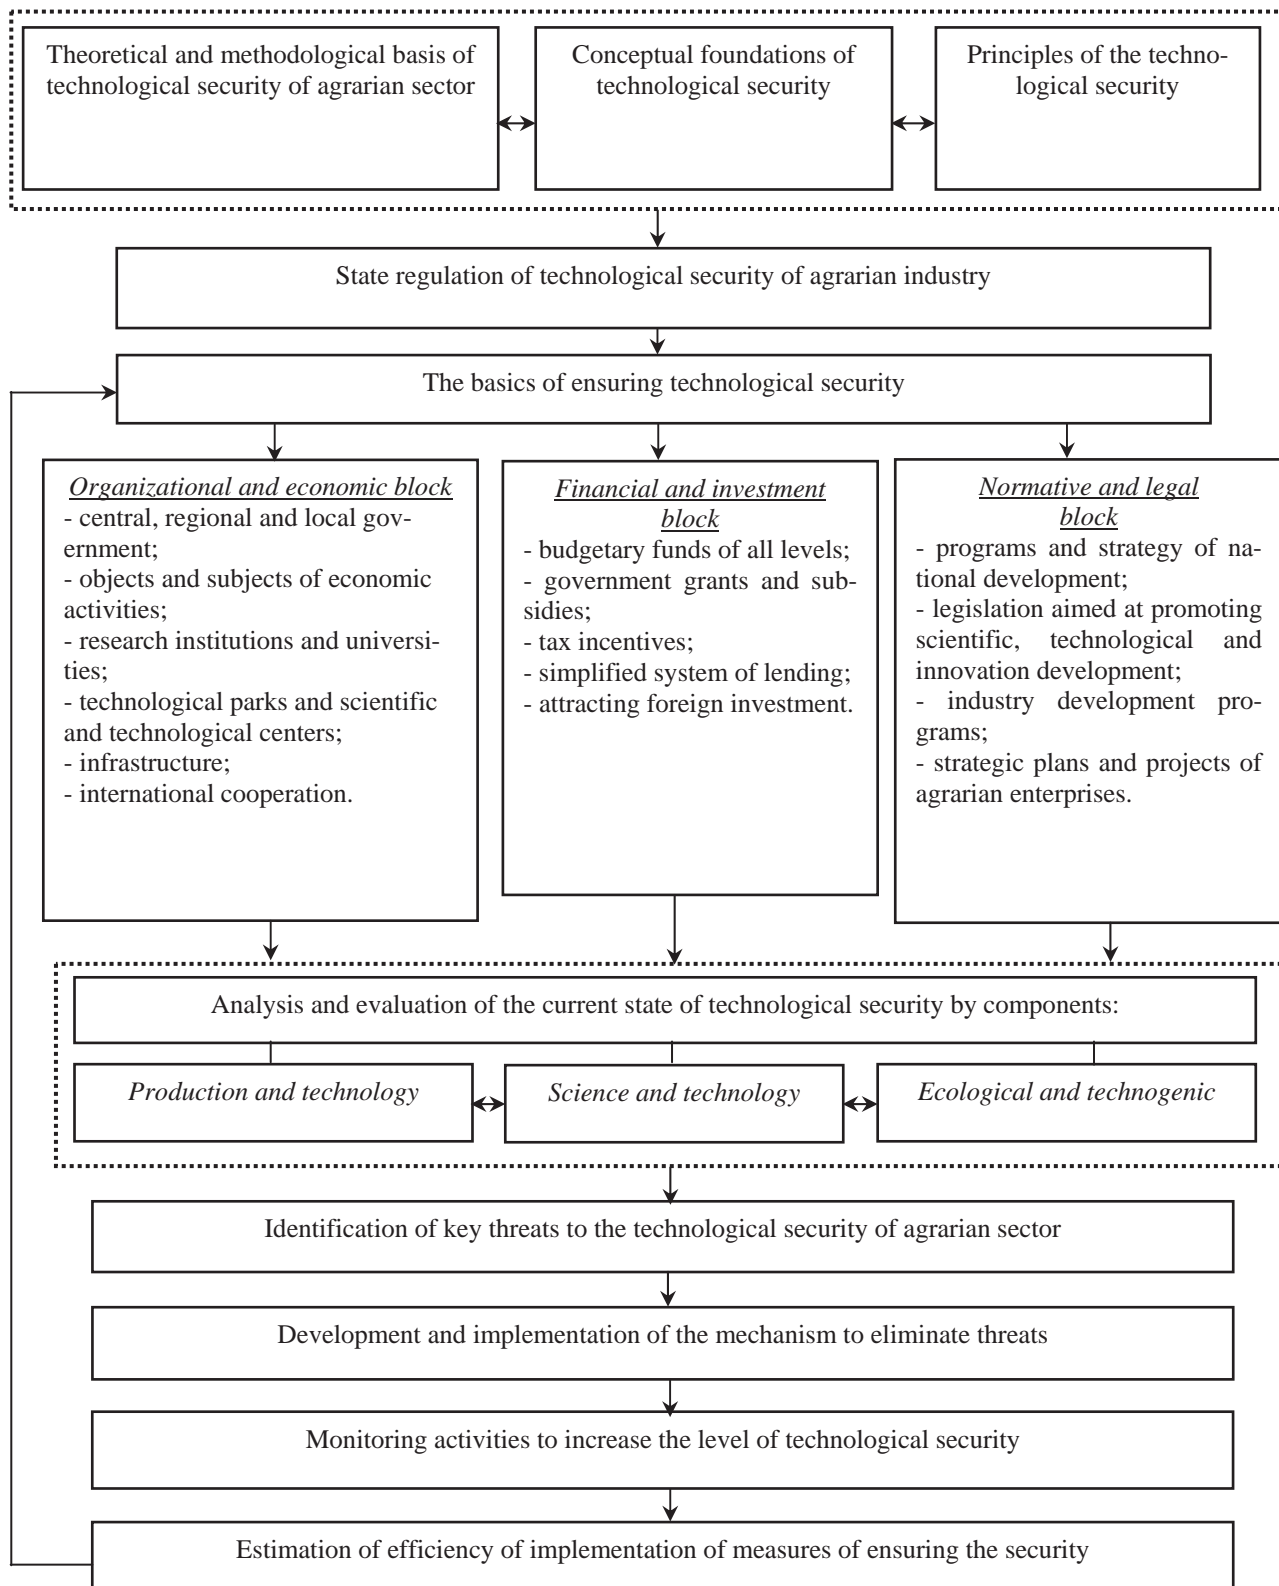 Theoretical and methodological basis of
technological security of agrarian sector
Conceptual foundations of
technological security
Principles of the techno-
logical security
State regulation of technological security of agrarian industry
The basics of ensuring technological security
Organizational and economic block
- central, regional and local gov-
ernment;
- objects and subjects of economic
activities;
- research institutions and universi-
ties;
- technological parks and scientific
and technological centers;
- infrastructure;
- international cooperation.
Financial and investment
block
- budgetary funds of all levels;
- government grants and sub-
sidies;
- tax incentives;
- simplified system of lending;
- attracting foreign investment.
Normative and legal
block
- programs and strategy of na-
tional development;
- legislation aimed at promoting
scientific, technological and
innovation development;
- industry development pro-
grams;
- strategic plans and projects of
agrarian enterprises.
Analysis and evaluation of the current state of technological security by components:
Production and technology
Science and technology
Ecological and technogenic
Identification of key threats to the technological security of agrarian sector
Development and implementation of the mechanism to eliminate threats
Monitoring activities to increase the level of technological security
Estimation of efficiency of implementation of measures of ensuring the security